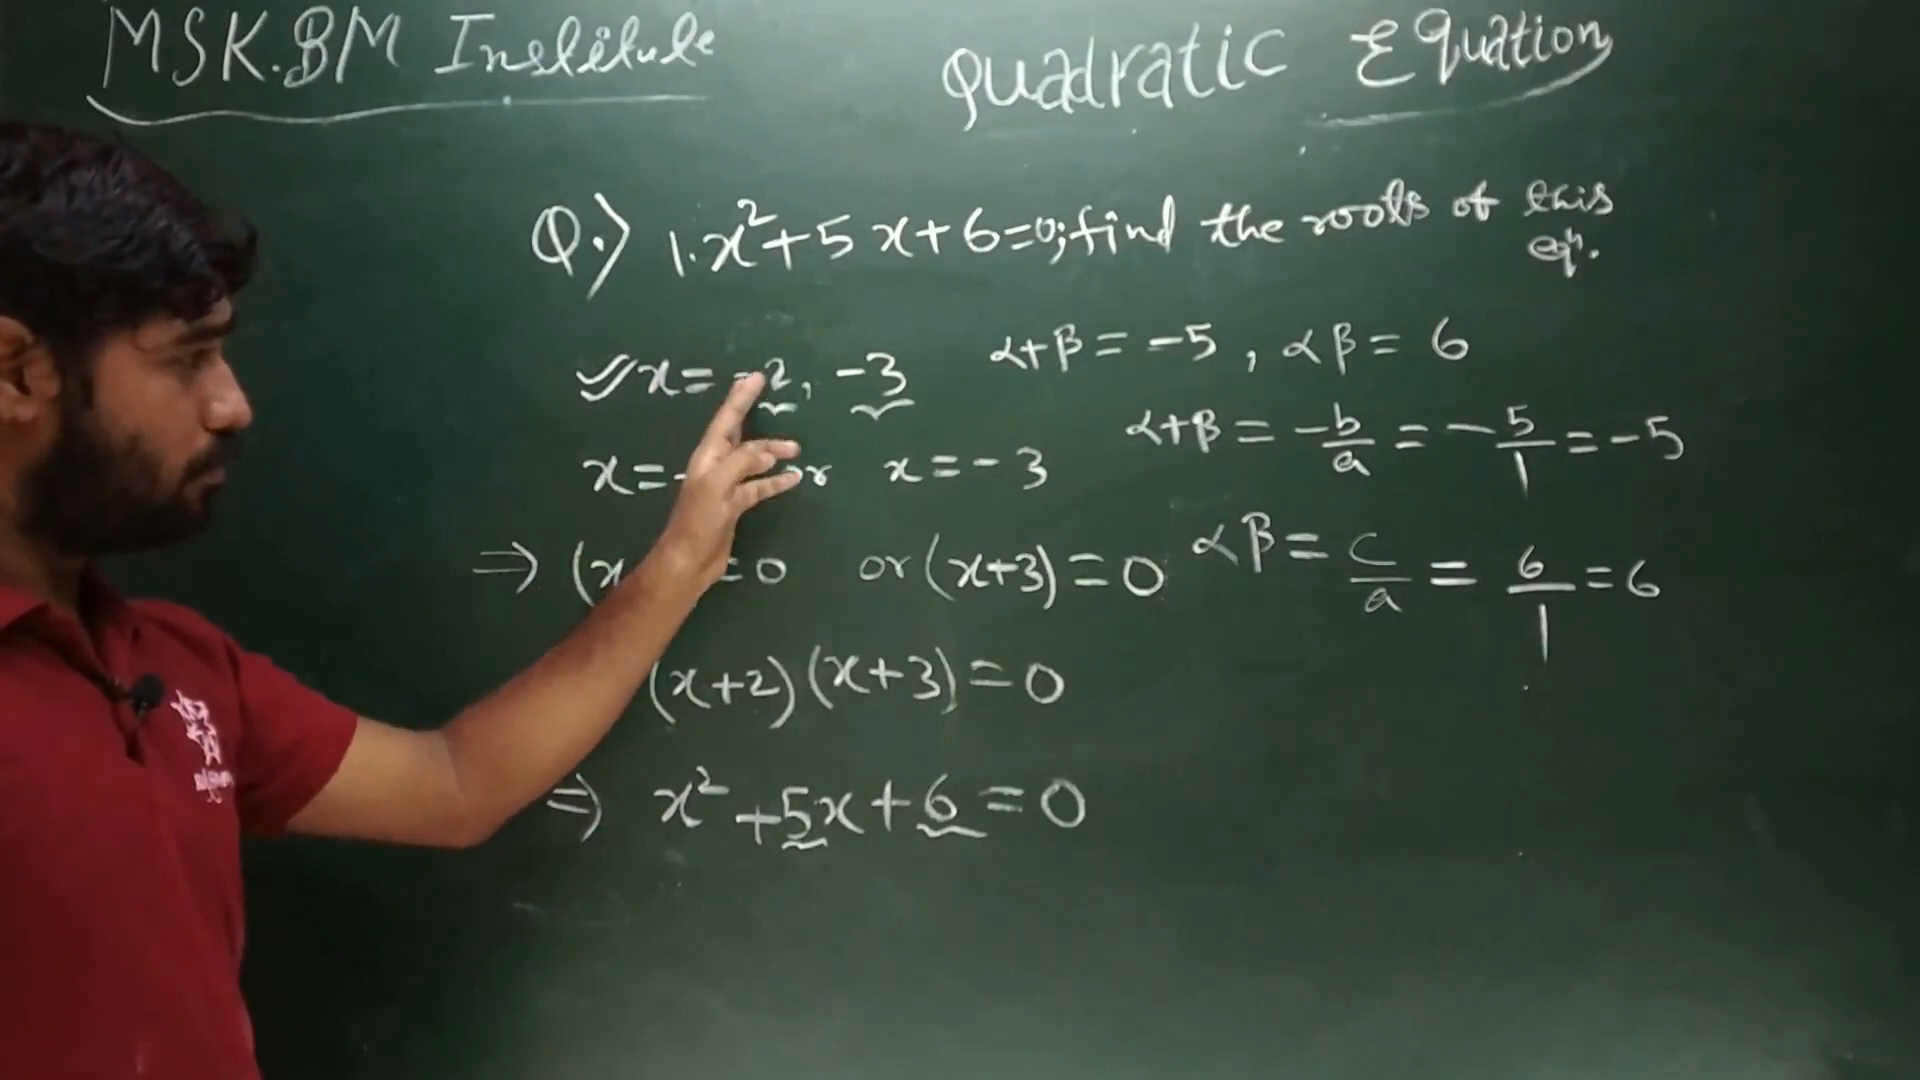 MSK.BM Institute
Quadratic Equation
Q.) 1.x²+5x+6=0; find the roots of this eqⁿ.
x= -2, -3
α+β= -5, αβ= 6
x=- or x=-3
α+β = -b/a = -5/1 = -5
⇒ (x =0 or (x+3)=0
αβ= c/a = 6/1 =6
(x+2)(x+3)=0
⇒ x²+5x+6=0